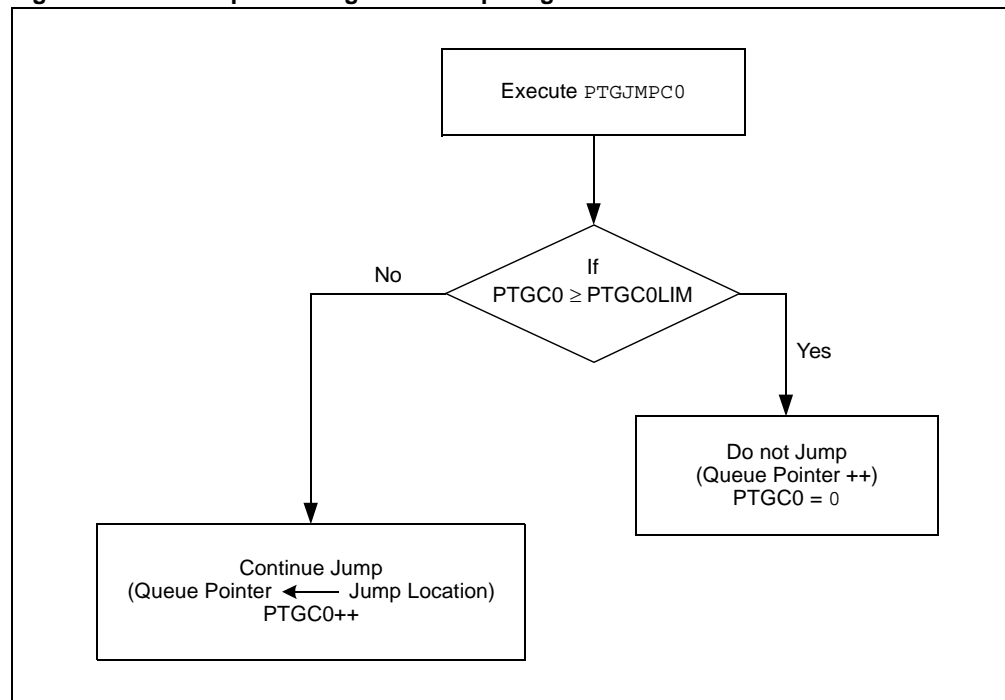 Execute PTGJMPC0
If
PTGC0 ≥ PTGC0LIM
No
Yes
Do not Jump
(Queue Pointer ++)
PTGC0 = 0
Continue Jump
(Queue Pointer ← Jump Location)
PTGC0++